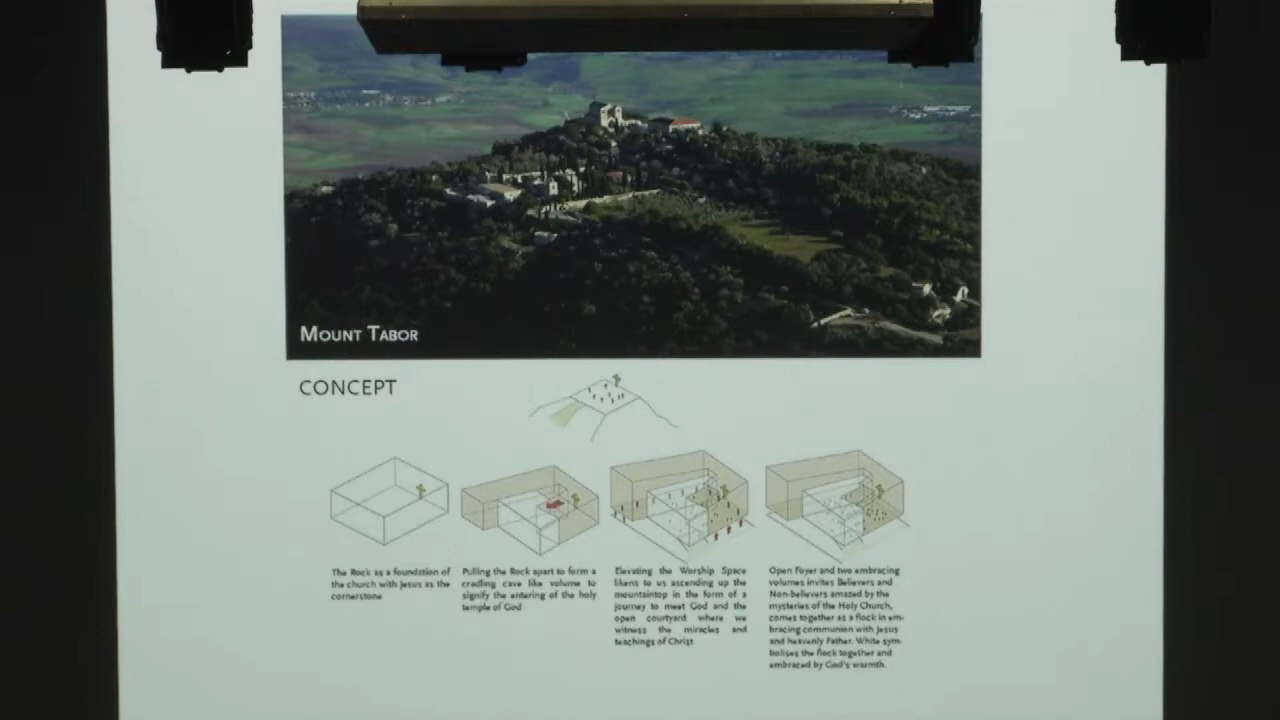 MOUNT TABOR
CONCEPT
The Rock as a foundation of
the church with Jesus as the
cornerstone
Pulling the Rock apart to form a
cradling cave like volume to
signify the entering of the holy
temple of God
Elevating the Worship Space
likens to us ascending up the
mountaintop in the form of a
journey to meet God and the
open courtyard where we
witness the miracles and
teachings of Christ
Open Foyer and two embracing
volumes invites Believers and
Non-believers amazed by the
mysteries of the Holy Church,
comes together as a flock in em-
bracing communion with Jesus
and heavenly Father. White sym-
bolises the flock together and
embraced by God's warmth.